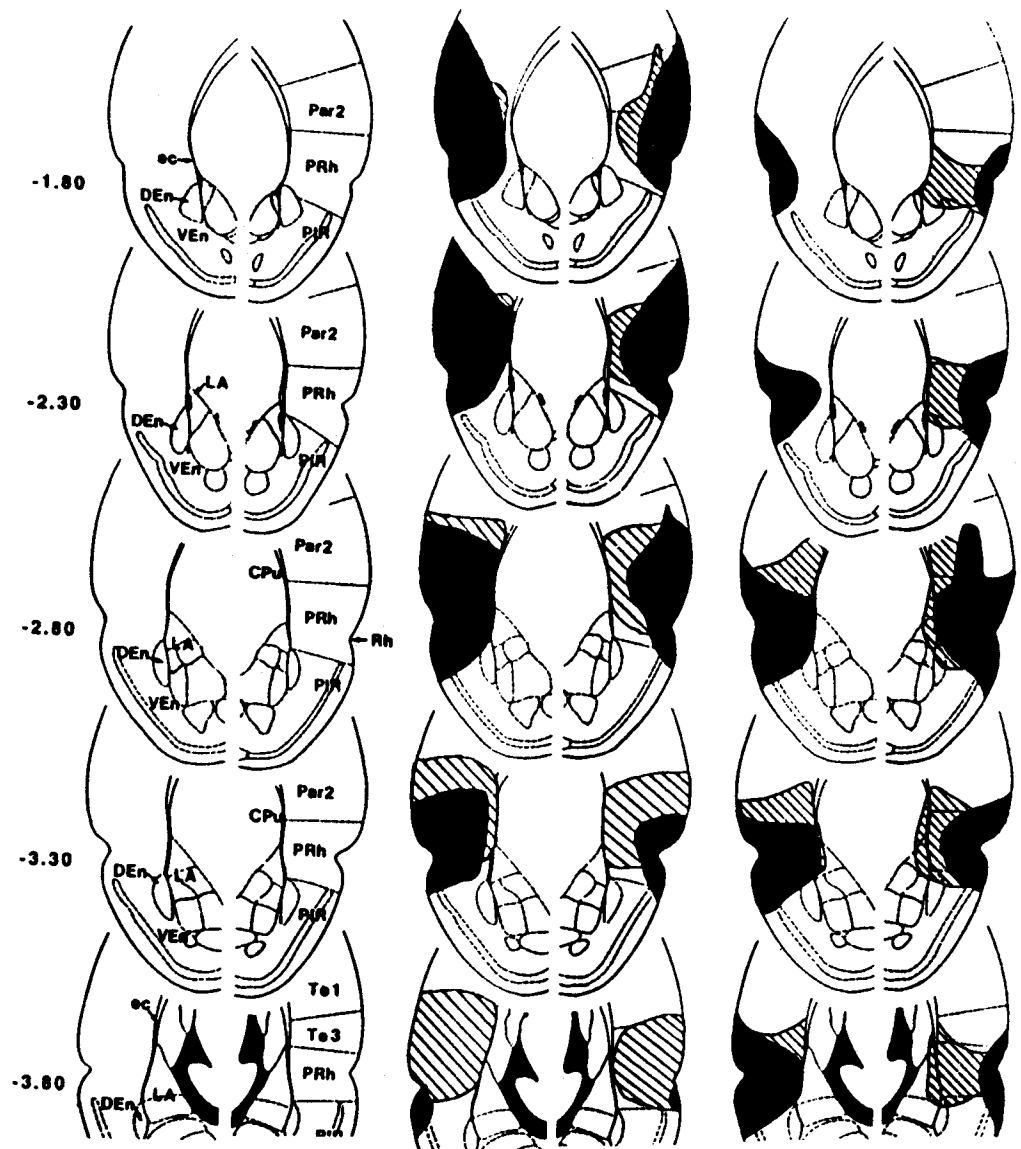 Par2
ec
PRh
-1.80
DEn
VEn
PIR
Par2
LA
PRh
-2.30
DEn
VEn
PIR
Par2
CPu
PRh
-2.80
Rh
LA
DEn
PIR
VEn
Par2
CPu
PRh
-3.30
DEn
LA
PIR
VEn
Te1
ec
Te3
PRh
-3.80
LA
DEn